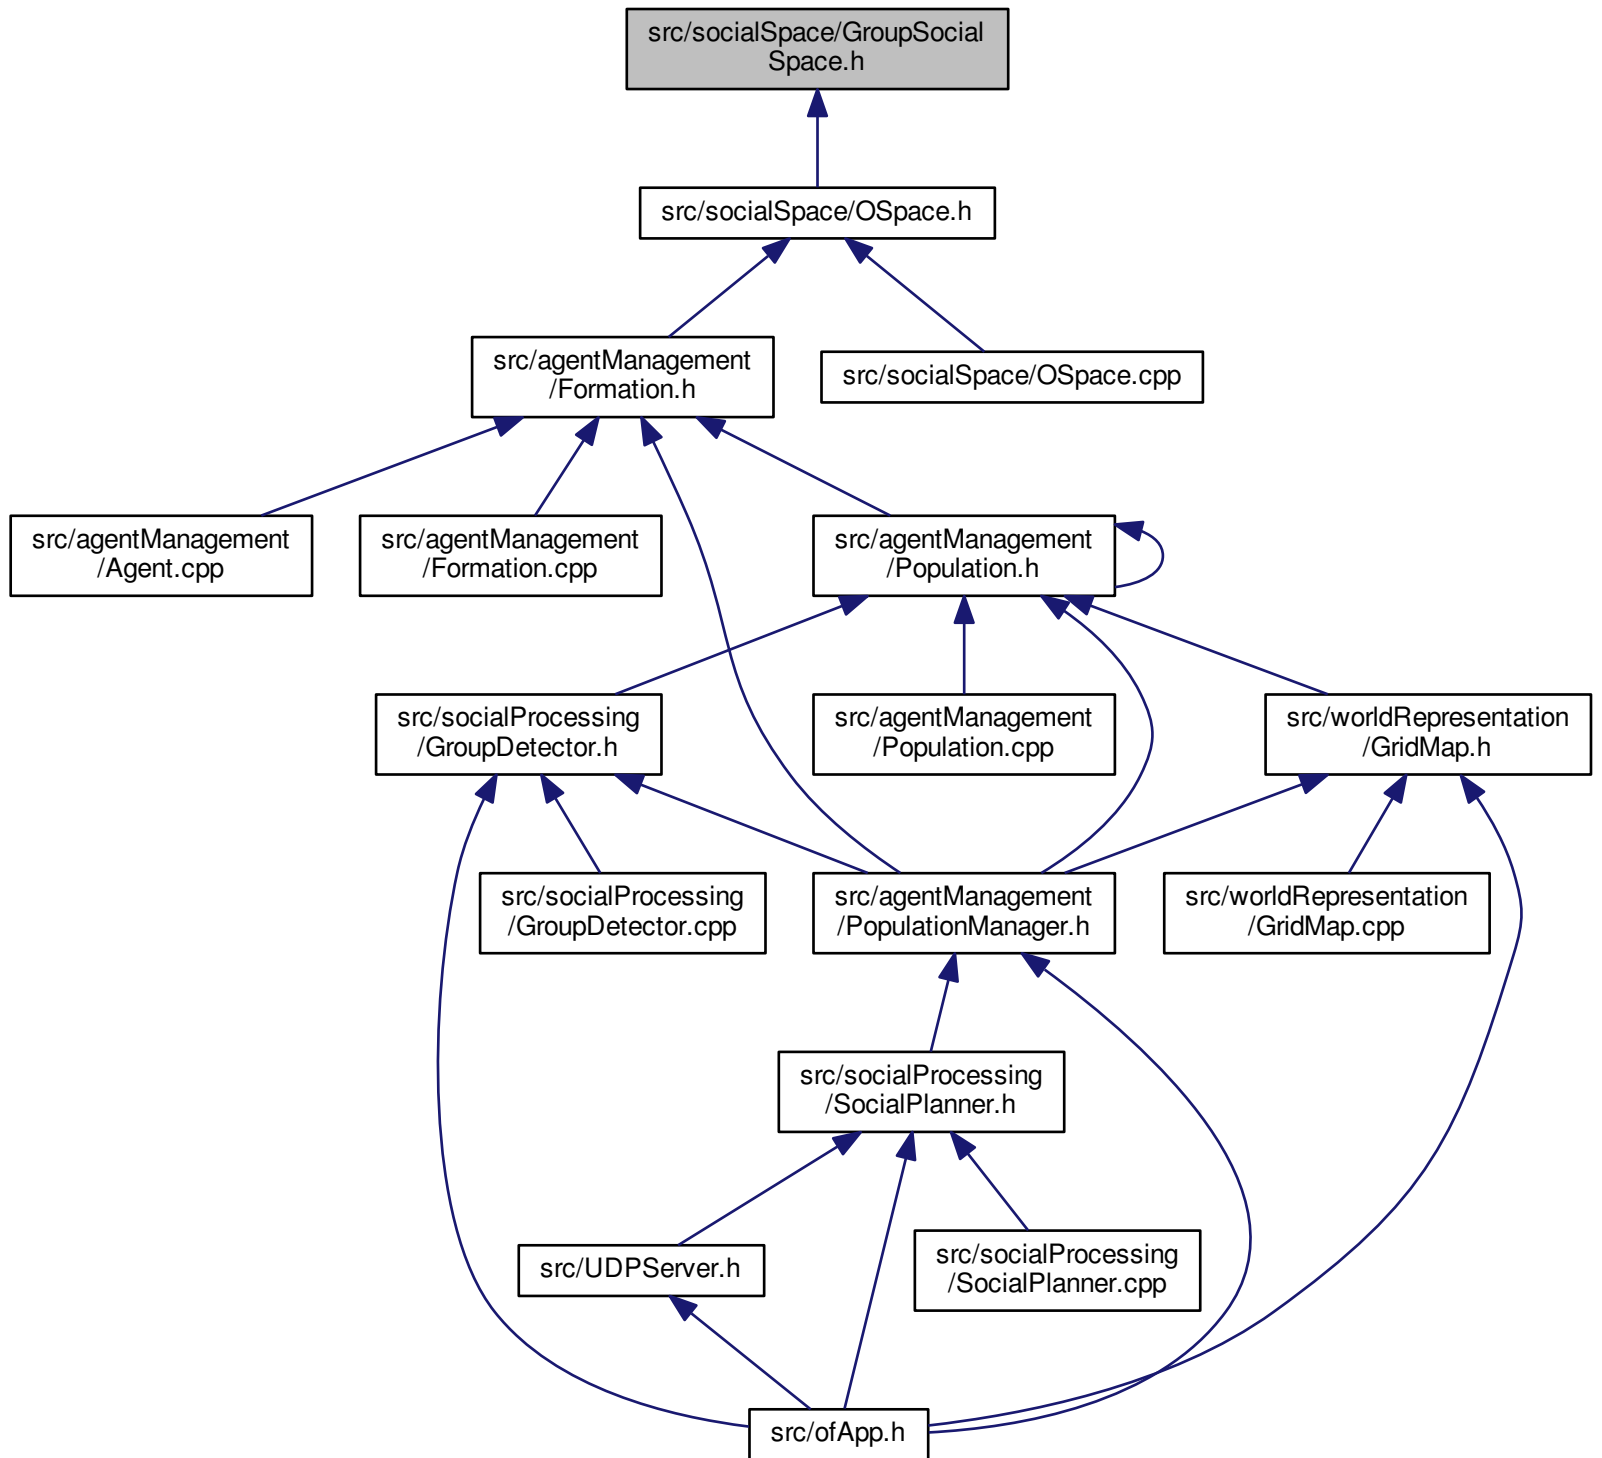 src/socialSpace/GroupSocial
Space.h
src/socialSpace/OSpace.h
src/agentManagement
/Formation.h
src/socialSpace/OSpace.cpp
src/agentManagement
/Agent.cpp
src/agentManagement
/Formation.cpp
src/agentManagement
/Population.h
src/socialProcessing
/GroupDetector.h
src/agentManagement
/Population.cpp
src/worldRepresentation
/GridMap.h
src/socialProcessing
/GroupDetector.cpp
src/agentManagement
/PopulationManager.h
src/worldRepresentation
/GridMap.cpp
src/socialProcessing
/SocialPlanner.h
src/UDPServer.h
src/socialProcessing
/SocialPlanner.cpp
src/ofApp.h